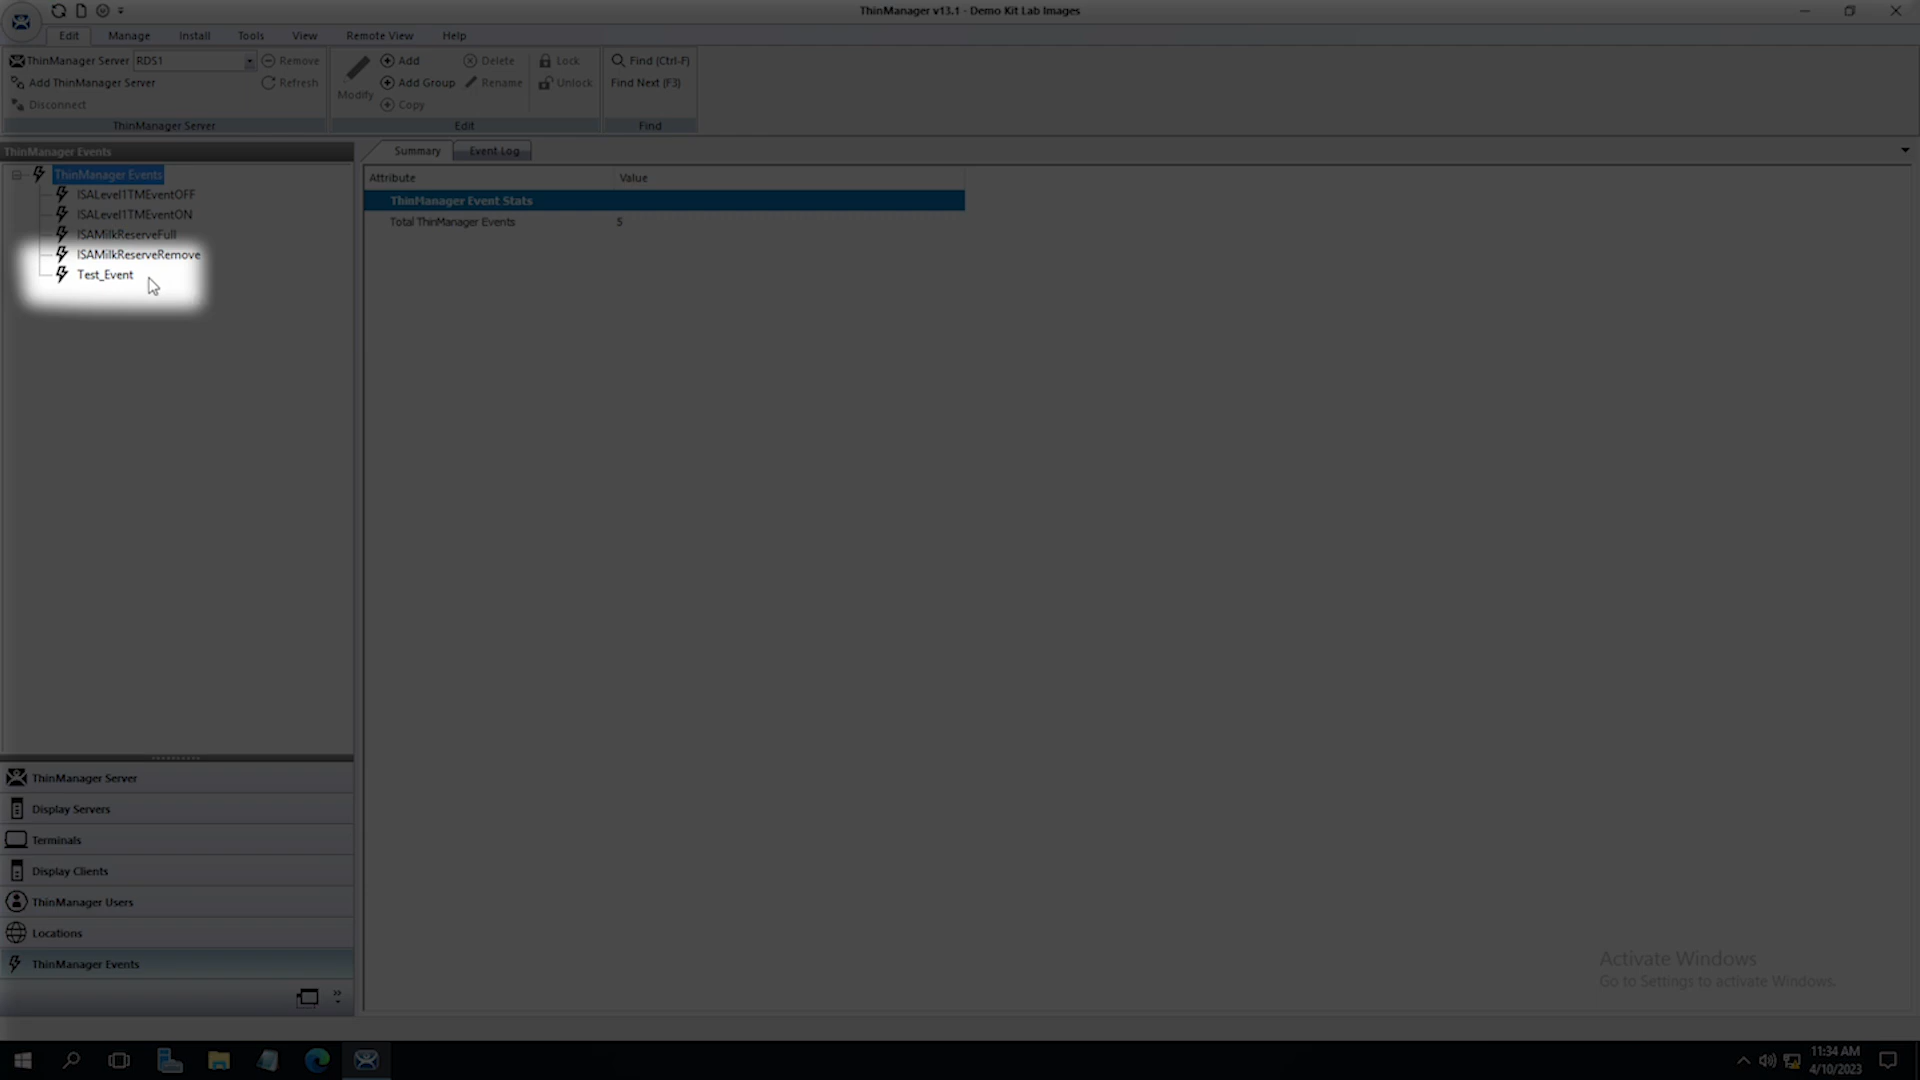 ThinManager v13.1 - Demo Kit Lab Images
Edit Manage Install Tools View Remote View Help
ThinManager Server RDS1 Remove
Add ThinManager Server Refresh
Disconnect
ThinManager Server
Modify
Add Delete
Add Group Rename
Copy
Lock
Unlock
Edit
Find (Ctrl-F)
Find Next (F3)
Find
ThinManager Events
ThinManager Events
ISALevel1TMEventOFF
ISALevel1TMEventON
ISAMilkReserveFull
ISAMilkReserveRemove
Test_Event
Summary Event Log
Attribute Value
ThinManager Event Stats
Total ThinManager Events 5
ThinManager Server
Display Servers
Terminals
Display Clients
ThinManager Users
Locations
ThinManager Events
Activate Windows
Go to Settings to activate Windows.
11:34 AM
4/10/2023